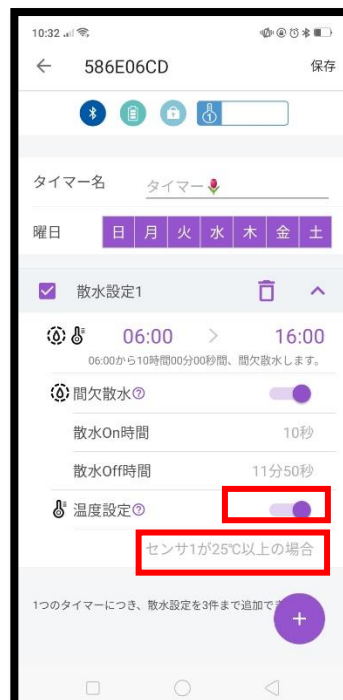 10:32
586E06CD 保存
1
タイマー名 タイマー🌷
曜日 日 月 火 水 木 金 土
散水設定1
06:00 > 16:00
06:00から10時間00分00秒間、間欠散水します。
間欠散水?
散水On時間 10秒
散水Off時間 11分50秒
温度設定?
センサ1が25℃以上の場合
1つのタイマーにつき、散水設定を3件まで追加でき
+